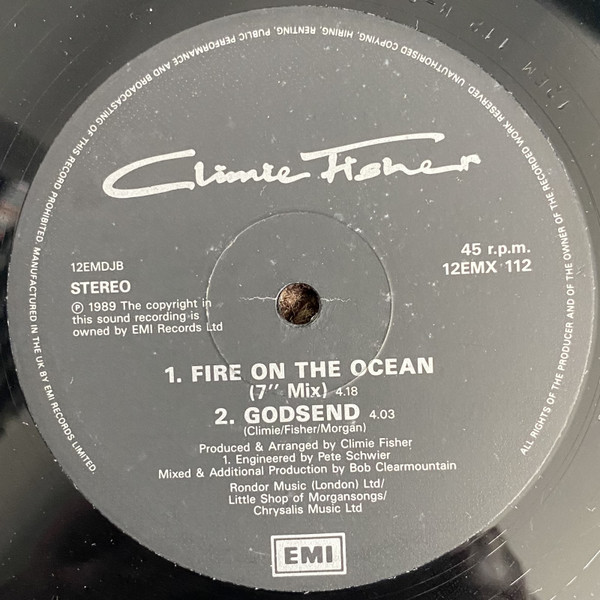 Climie Fisher
12EMDJB
STEREO
℗ 1989 The copyright in
this sound recording is
owned by EMI Records Ltd
45 r.p.m.
12EMX 112
1. FIRE ON THE OCEAN
(7" Mix) 4.18
2. GODSEND 4.03
(Climie/Fisher/Morgan)
Produced & Arranged by Climie Fisher
1. Engineered by Pete Schwier
Mixed & Additional Production by Bob Clearmountain
Rondor Music (London) Ltd/
Little Shop of Morgansongs/
Chrysalis Music Ltd
EMI
ALL RIGHTS OF THE PRODUCER AND OF THE OWNER OF THE RECORDED WORK RESERVED. UNAUTHORISED COPYING, HIRING, RENTING, PUBLIC PERFORMANCE AND BROADCASTING OF THIS RECORD PROHIBITED. MANUFACTURED IN THE UK BY EMI RECORDS LIMITED.